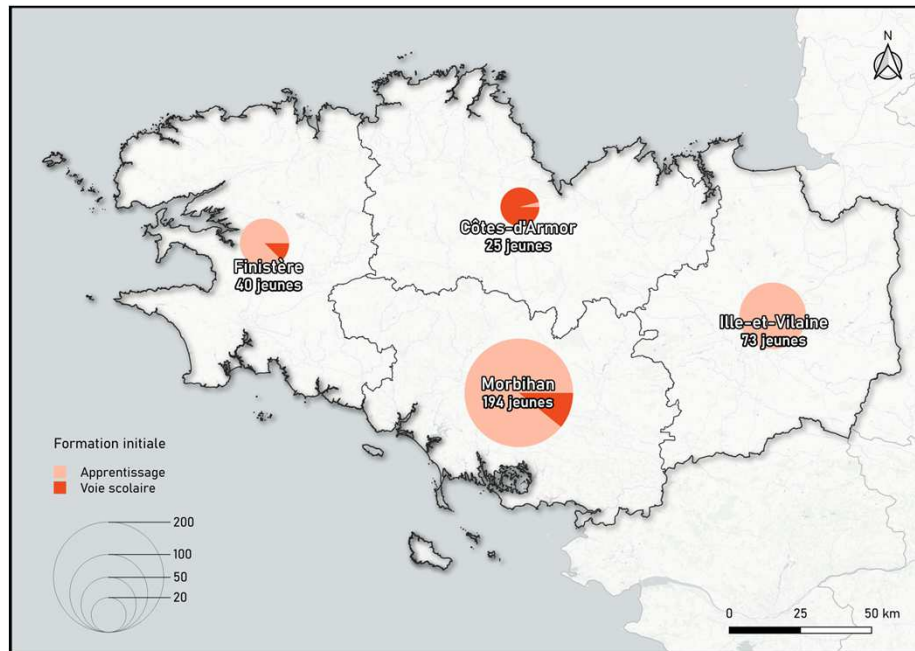 N
Côtes-d'Armor
25 jeunes
Finistère
40 jeunes
Ille-et-Vilaine
73 jeunes
Morbihan
194 jeunes
Formation initiale
Apprentissage
Voie scolaire
200
100
50
20
0 25 50 km